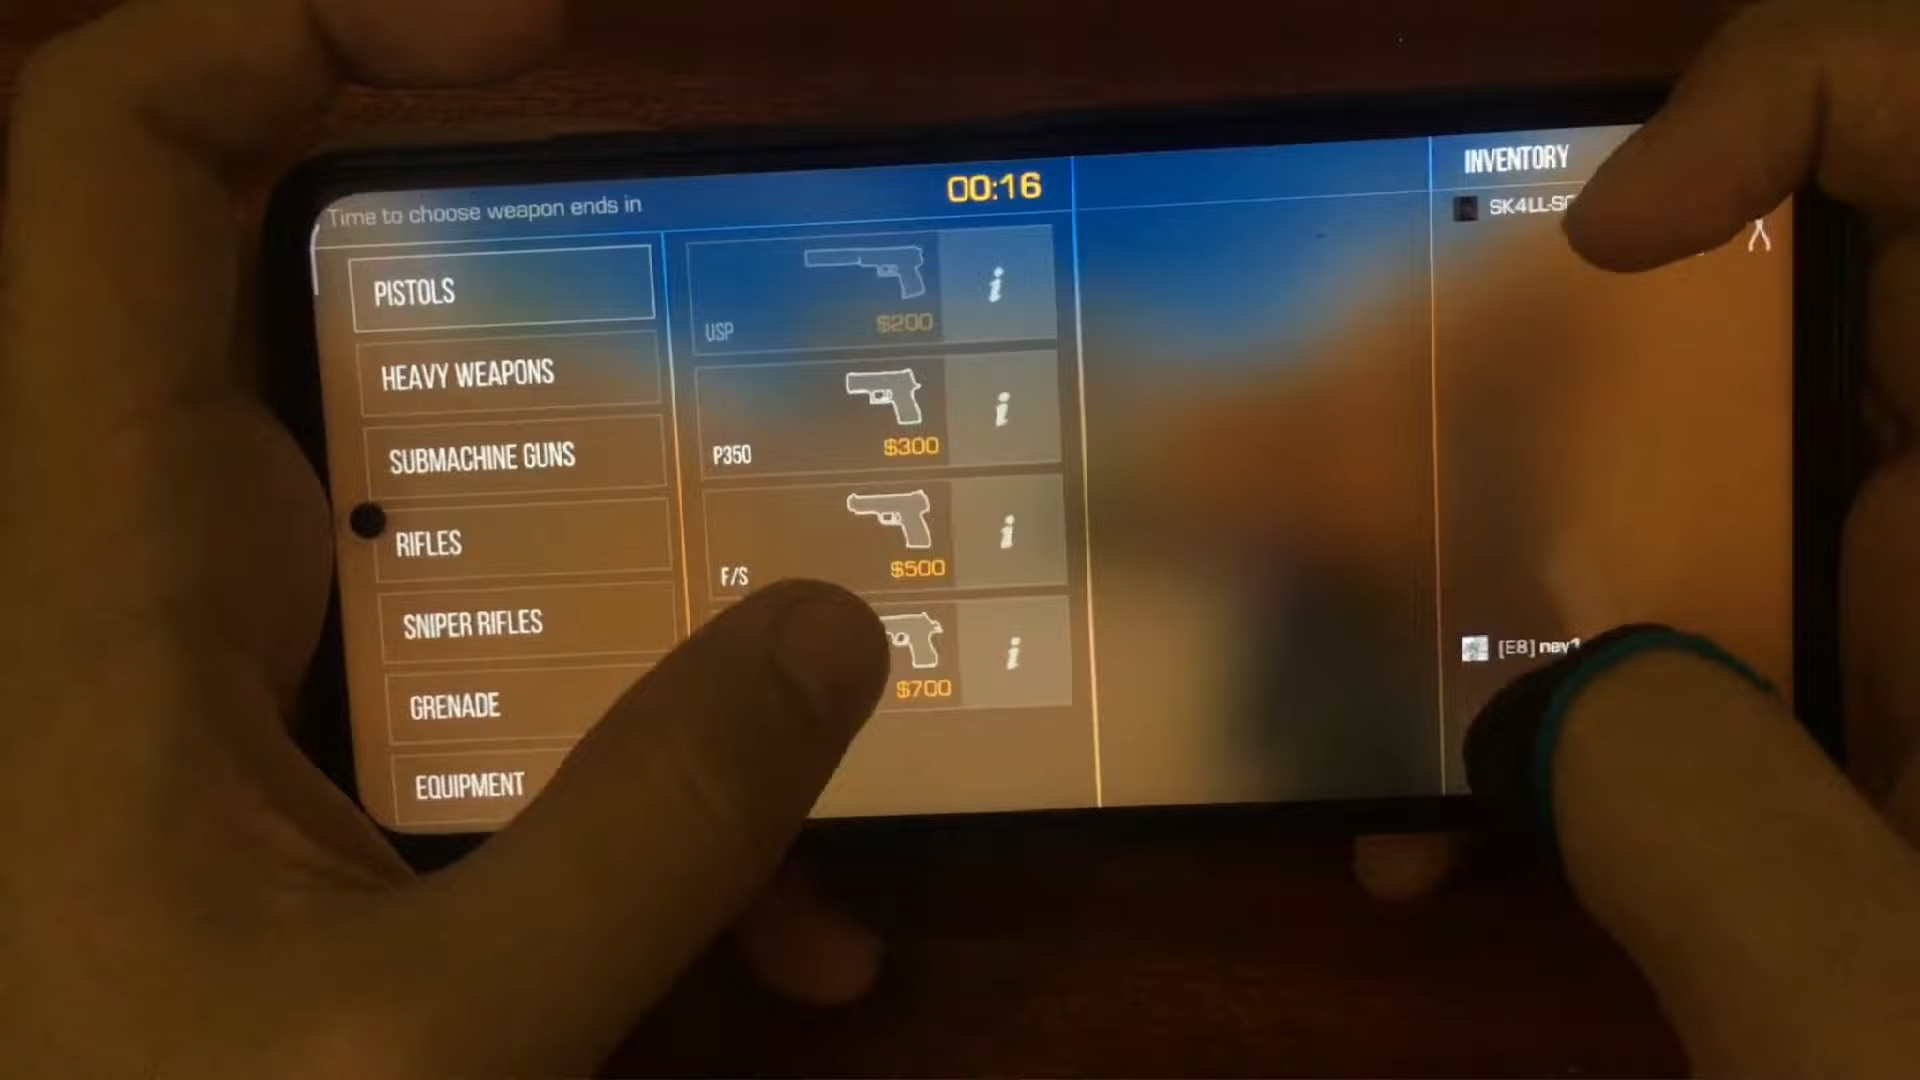 Time to choose weapon ends in
00:16
INVENTORY
PISTOLS
HEAVY WEAPONS
SUBMACHINE GUNS
RIFLES
SNIPER RIFLES
GRENADE
EQUIPMENT
USP
$200
i
P350
$300
i
F/S
$500
i
$700
i
[E8]